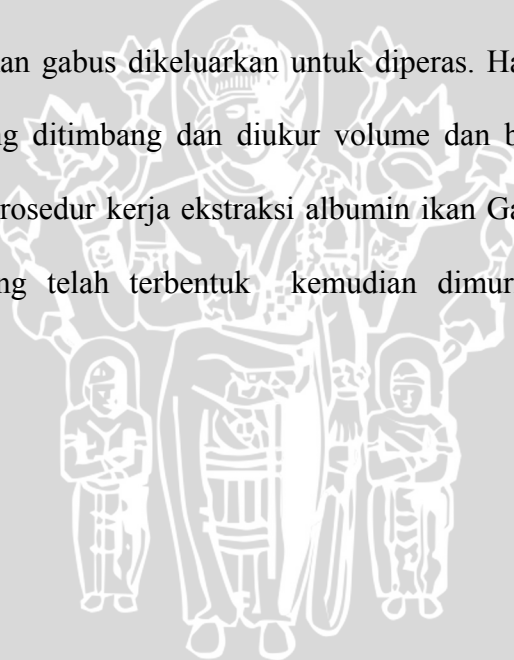 an gabus dikeluarkan untuk diperas. Ha
ng ditimbang dan diukur volume dan b
rosedur kerja ekstraksi albumin ikan Ga
ng telah terbentuk kemudian dimur